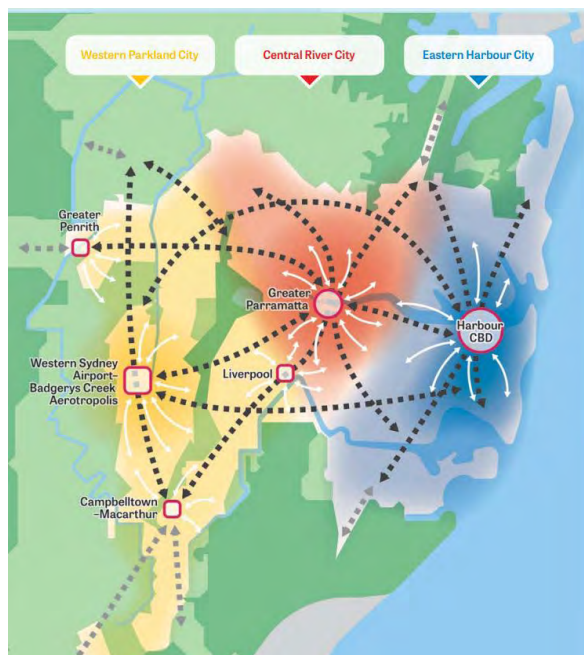 Western Parkland City
Central River City
Eastern Harbour City
Greater
Penrith
Greater
Parramatta
Harbour
CBD
Western Sydney
Airport–
Badgerys Creek
Aerotropolis
Liverpool
Campbelltown
–Macarthur